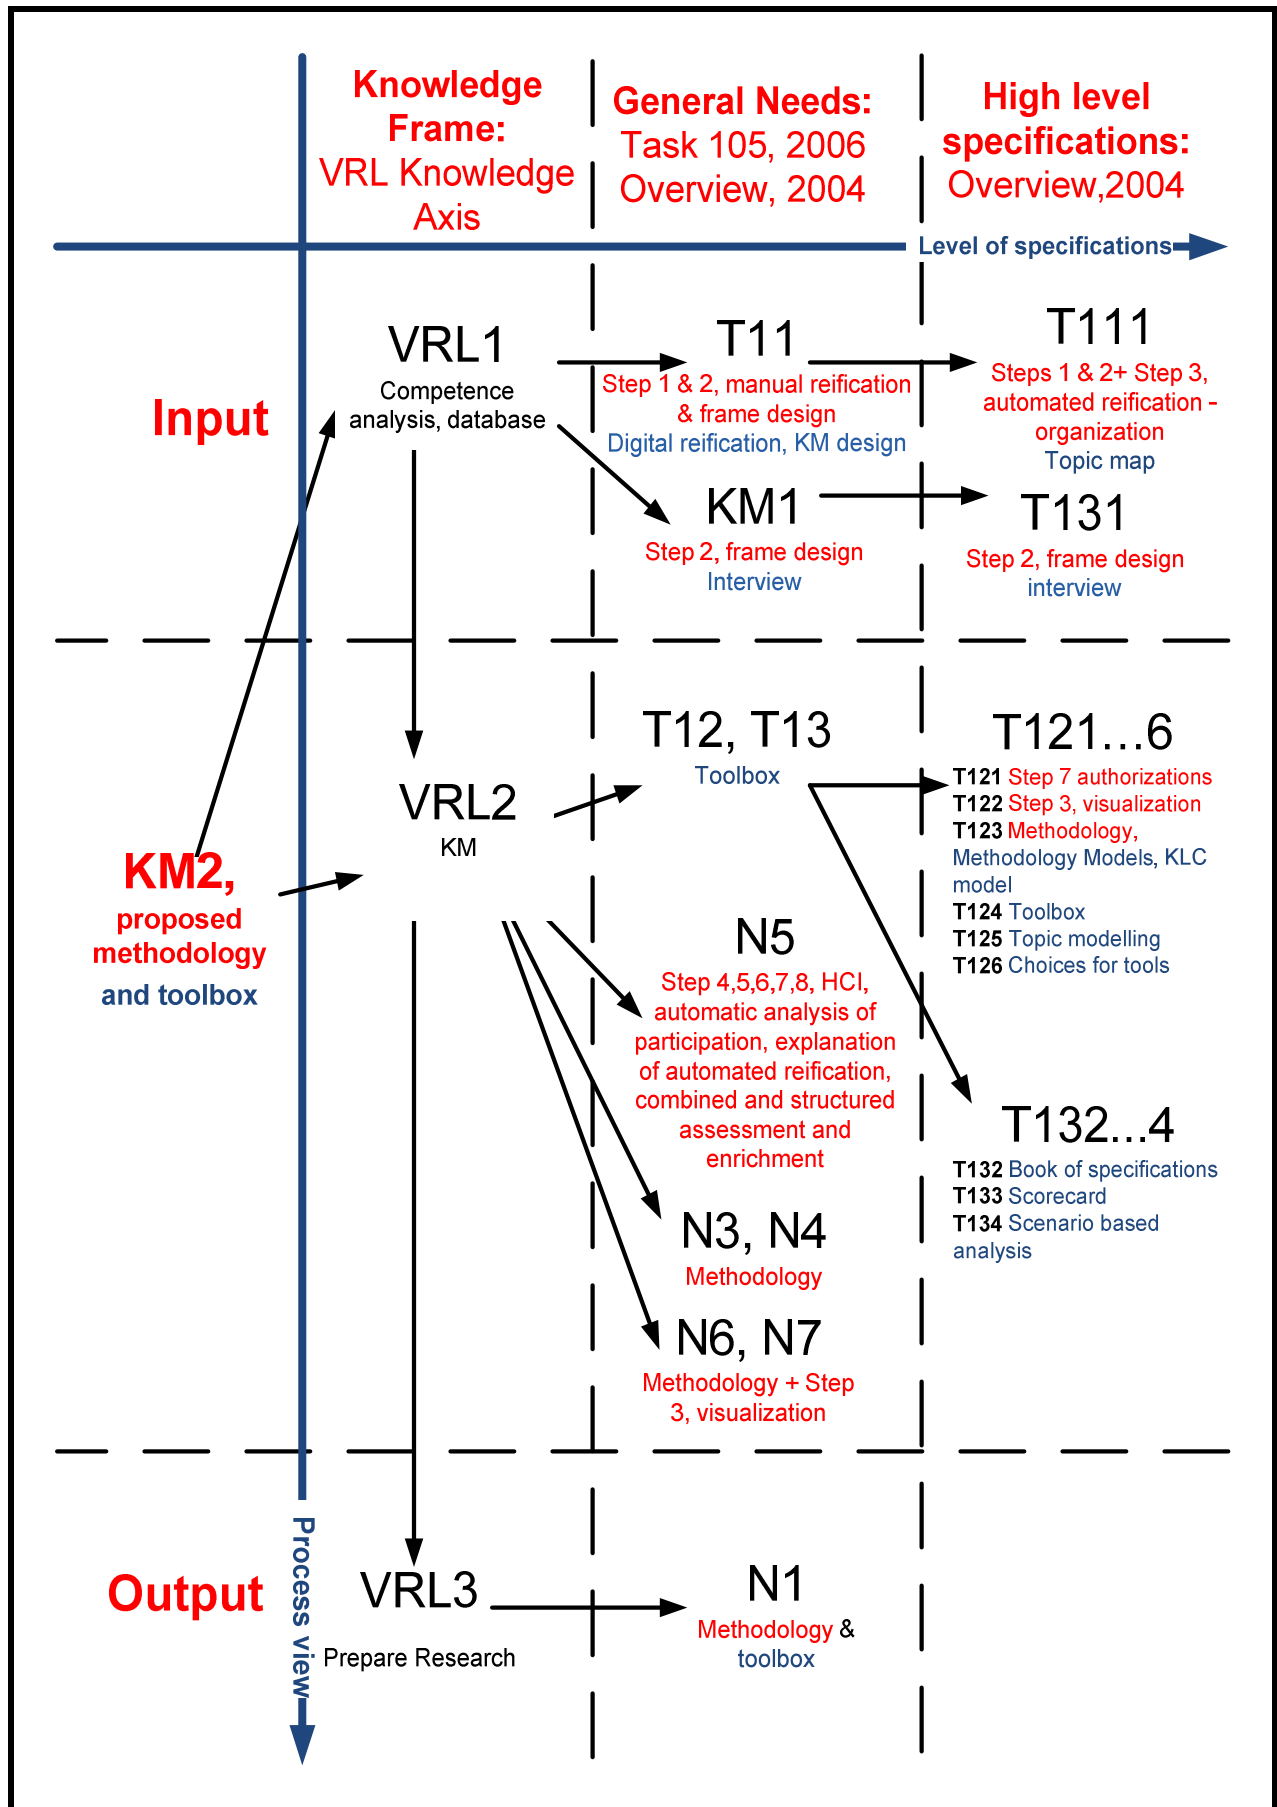 Knowledge
Frame:
VRL Knowledge
Axis
General Needs:
Task 105, 2006
Overview, 2004
High level
specifications:
Overview,2004
Level of specifications
Input
VRL1
Competence
analysis, database
T11
Step 1 & 2, manual reification
& frame design
Digital reification, KM design
KM1
Step 2, frame design
Interview
T111
Steps 1 & 2+ Step 3,
automated reification -
organization
Topic map
T131
Step 2, frame design
interview
KM2,
proposed
methodology
and toolbox
VRL2
KM
T12, T13
Toolbox
N5
Step 4,5,6,7,8, HCI,
automatic analysis of
participation, explanation
of automated reification,
combined and structured
assessment and
enrichment
N3, N4
Methodology
N6, N7
Methodology + Step
3, visualization
T121...6
T121 Step 7 authorizations
T122 Step 3, visualization
T123 Methodology,
Methodology Models, KLC
model
T124 Toolbox
T125 Topic modelling
T126 Choices for tools
T132...4
T132 Book of specifications
T133 Scorecard
T134 Scenario based
analysis
Output
Process view
VRL3
Prepare Research
N1
Methodology &
toolbox